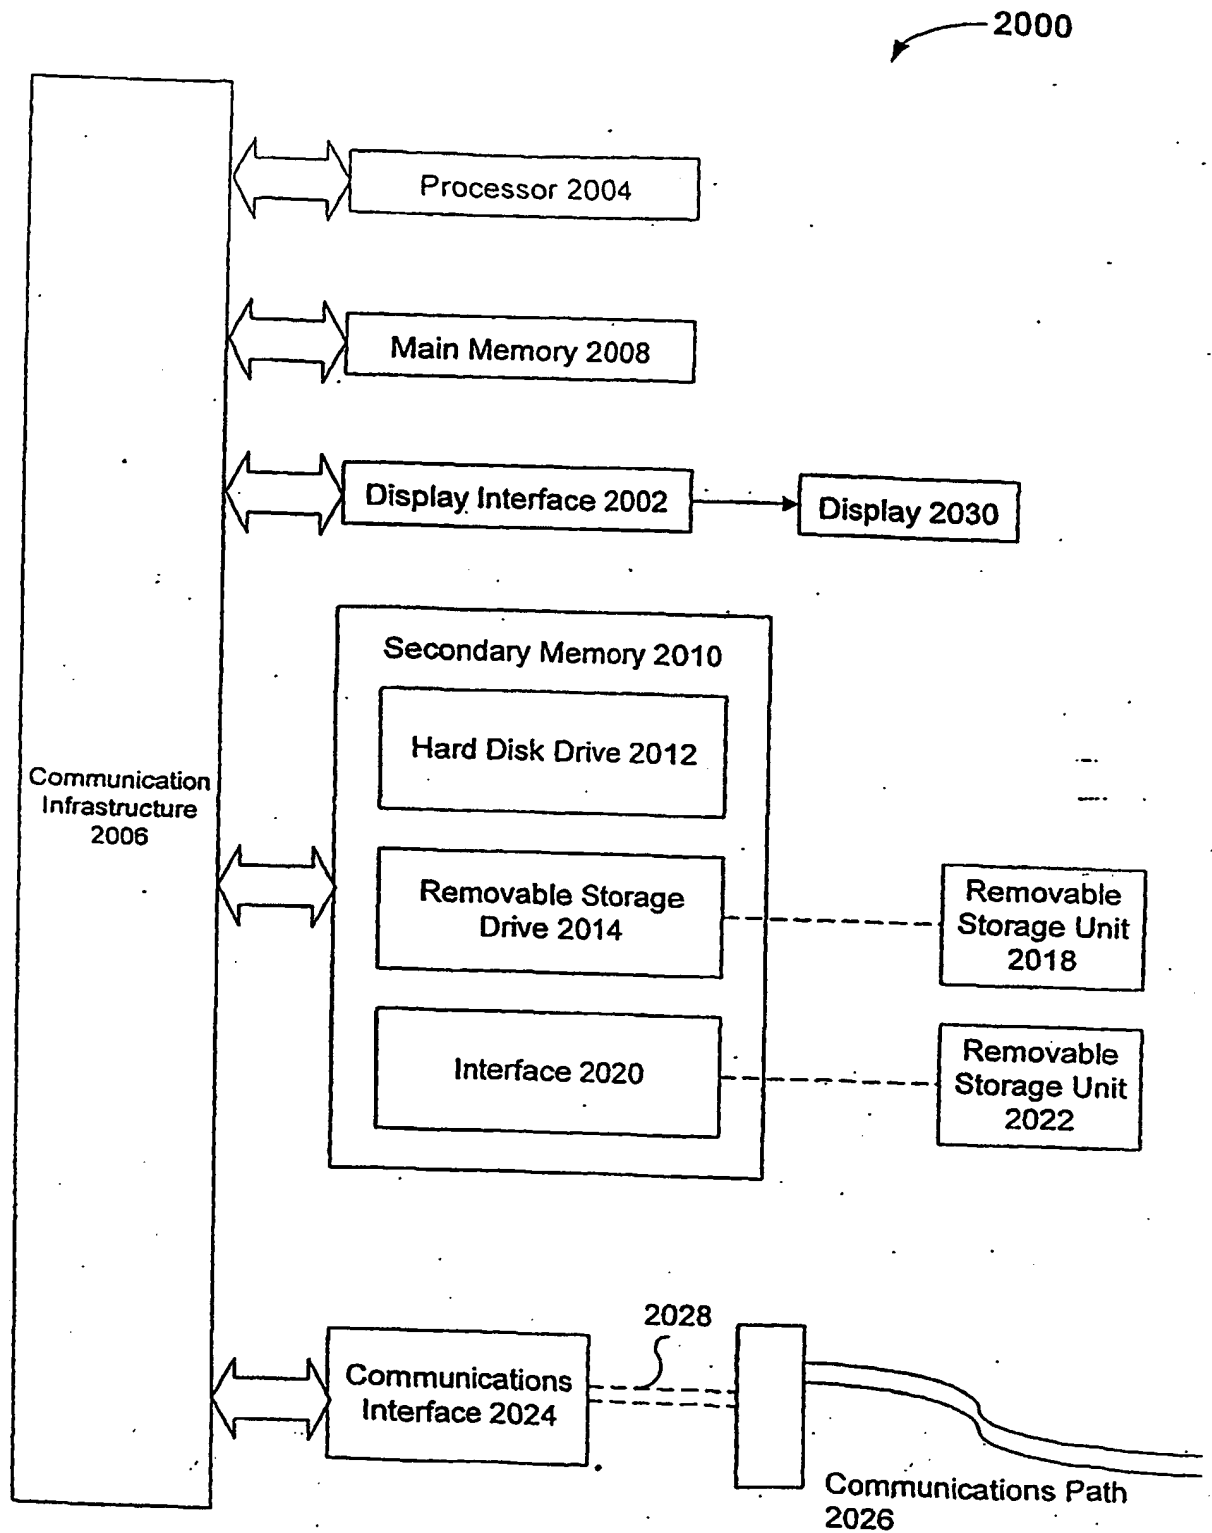 2000
Processor 2004
Main Memory 2008
Display Interface 2002
Display 2030
Secondary Memory 2010
Hard Disk Drive 2012
Communication
Infrastructure
2006
Removable Storage
Drive 2014
Removable
Storage Unit
2018
Interface 2020
Removable
Storage Unit
2022
2028
Communications
Interface 2024
Communications Path
2026